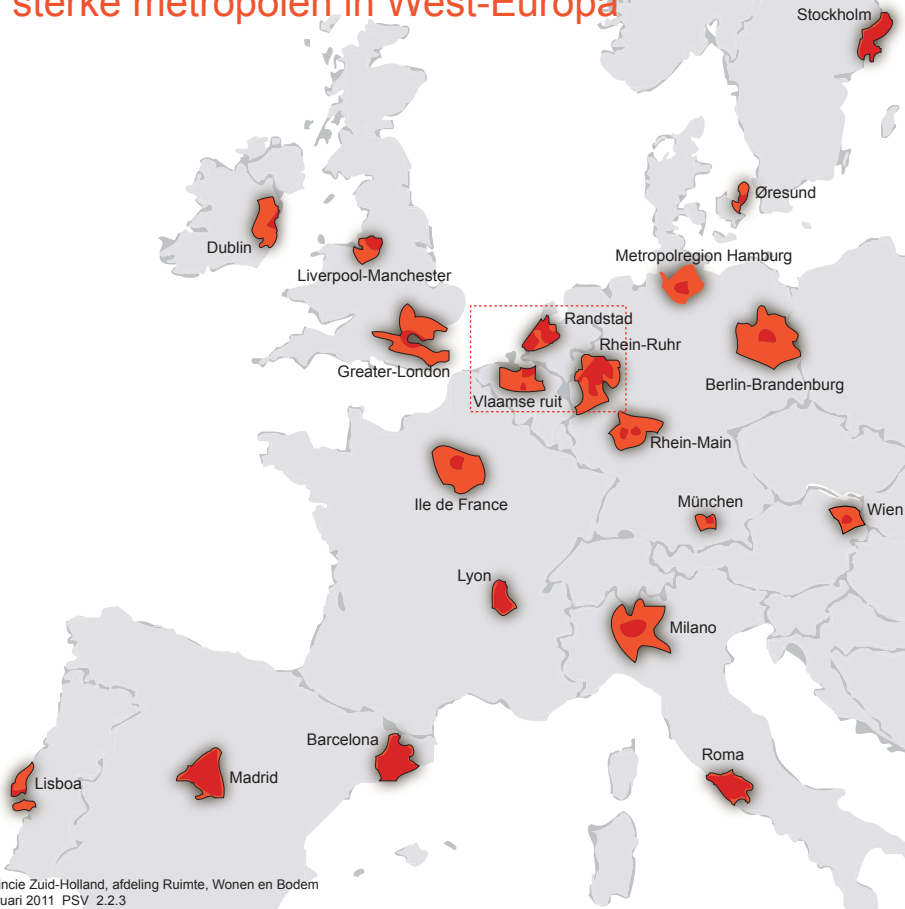 sterke metropolen in West-Europa
Stockholm
Øresund
Dublin
Metropolregion Hamburg
Liverpool-Manchester
Randstad
Rhein-Ruhr
Greater-London
Berlin-Brandenburg
Vlaamse ruit
Rhein-Main
Ile de France
München
Wien
Lyon
Milano
Barcelona
Roma
Madrid
Lisboa
incie Zuid-Holland, afdeling Ruimte, Wonen en Bodem
uari 2011 PSV 2.2.3